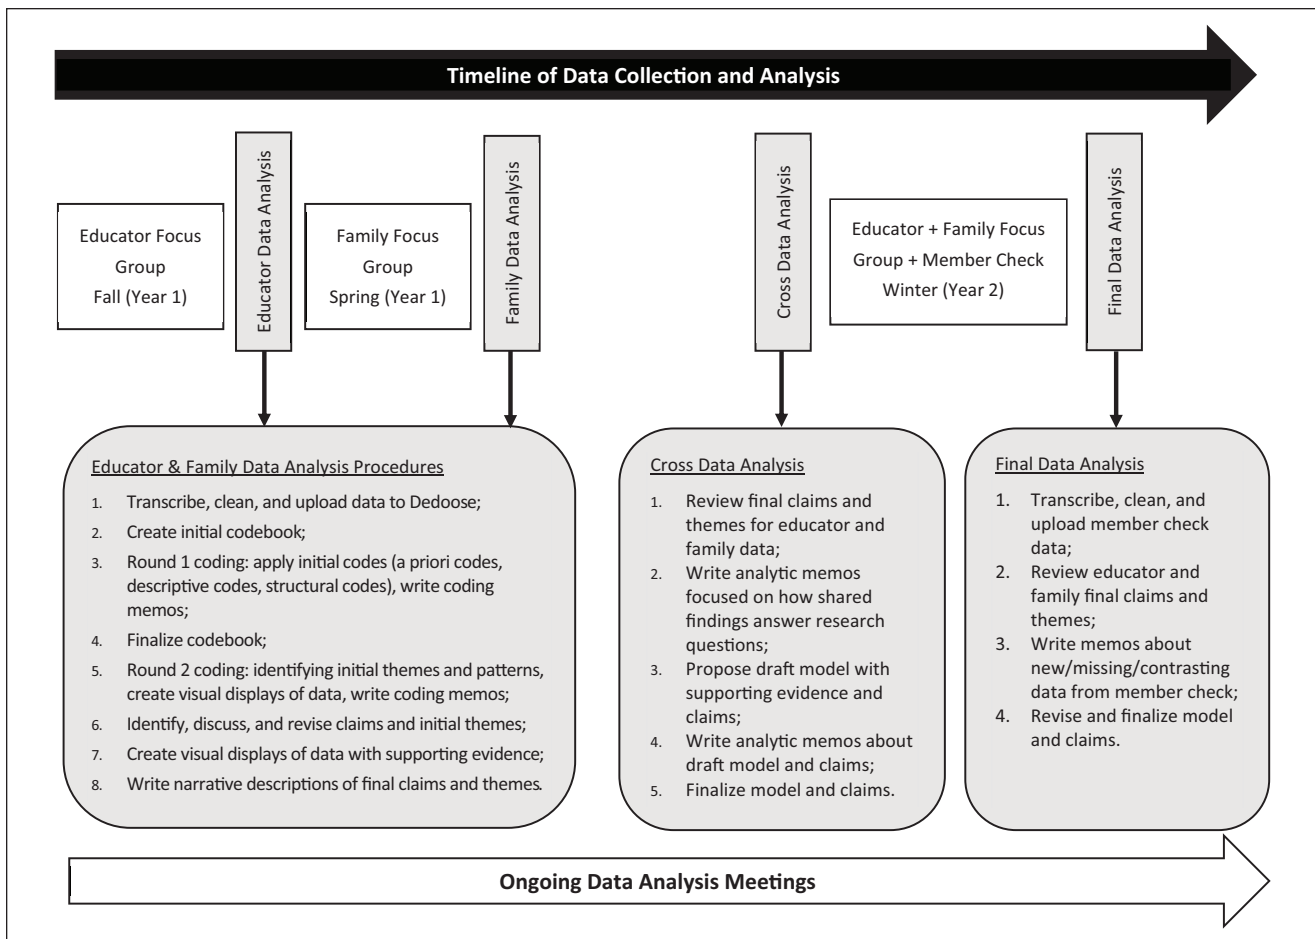 Timeline of Data Collection and Analysis
Educator Focus
Group
Fall (Year 1)
Educator Data Analysis
Family Focus
Group
Spring (Year 1)
Family Data Analysis
Cross Data Analysis
Educator + Family Focus
Group + Member Check
Winter (Year 2)
Final Data Analysis
Educator & Family Data Analysis Procedures
1. Transcribe, clean, and upload data to Dedoose;
2. Create initial codebook;
3. Round 1 coding: apply initial codes (a priori codes,
descriptive codes, structural codes), write coding
memos;
4. Finalize codebook;
5. Round 2 coding: identifying initial themes and patterns,
create visual displays of data, write coding memos;
6. Identify, discuss, and revise claims and initial themes;
7. Create visual displays of data with supporting evidence;
8. Write narrative descriptions of final claims and themes.
Cross Data Analysis
1. Review final claims and
themes for educator and
family data;
2. Write analytic memos
focused on how shared
findings answer research
questions;
3. Propose draft model with
supporting evidence and
claims;
4. Write analytic memos about
draft model and claims;
5. Finalize model and claims.
Final Data Analysis
1. Transcribe, clean, and
upload member check
data;
2. Review educator and
family final claims and
themes;
3. Write memos about
new/missing/contrasting
data from member check;
4. Revise and finalize model
and claims.
Ongoing Data Analysis Meetings